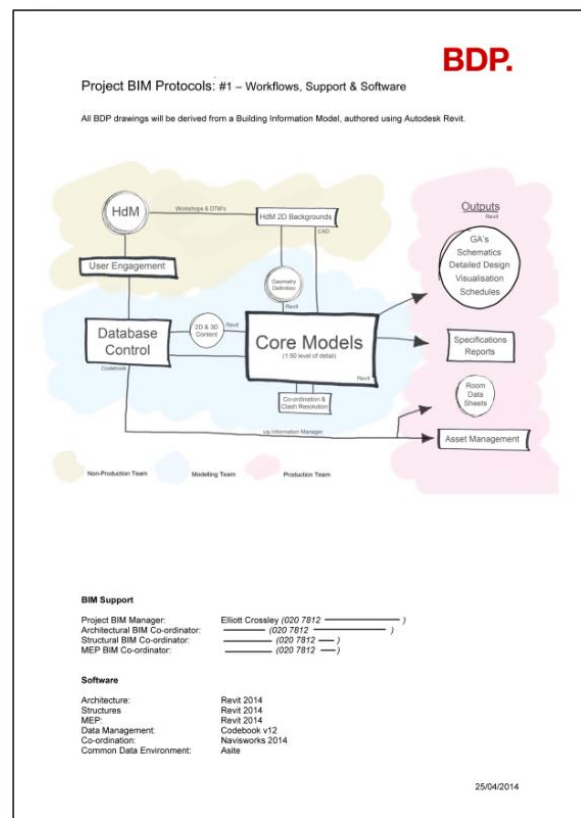 BDP.
Project BIM Protocols: #1 – Workflows, Support & Software
All BDP drawings will be derived from a Building Information Model, authored using Autodesk Revit.
HdM
Workshops & DTM's
HdM 2D Backgrounds
CAD
User Engagement
Geometry
Definition
Revit
Database
Control
Codebook
2D & 3D
Content
Revit
Core Models
(1:50 level of detail)
Revit
Co-ordination &
Clash Resolution
via Information Manager
Outputs
Revit
GA's
Schematics
Detailed Design
Visualisation
Schedules
Specifications
Reports
Room
Data
Sheets
Asset Management
Non-Production Team
Modelling Team
Production Team
BIM Support
Project BIM Manager: Elliott Crossley (020 7812 )
Architectural BIM Co-ordinator: (020 7812 )
Structural BIM Co-ordinator: (020 7812 )
MEP BIM Co-ordinator: (020 7812 )
Software
Architecture: Revit 2014
Structures Revit 2014
MEP: Revit 2014
Data Management: Codebook v12
Co-ordination: Navisworks 2014
Common Data Environment: Asite
25/04/2014